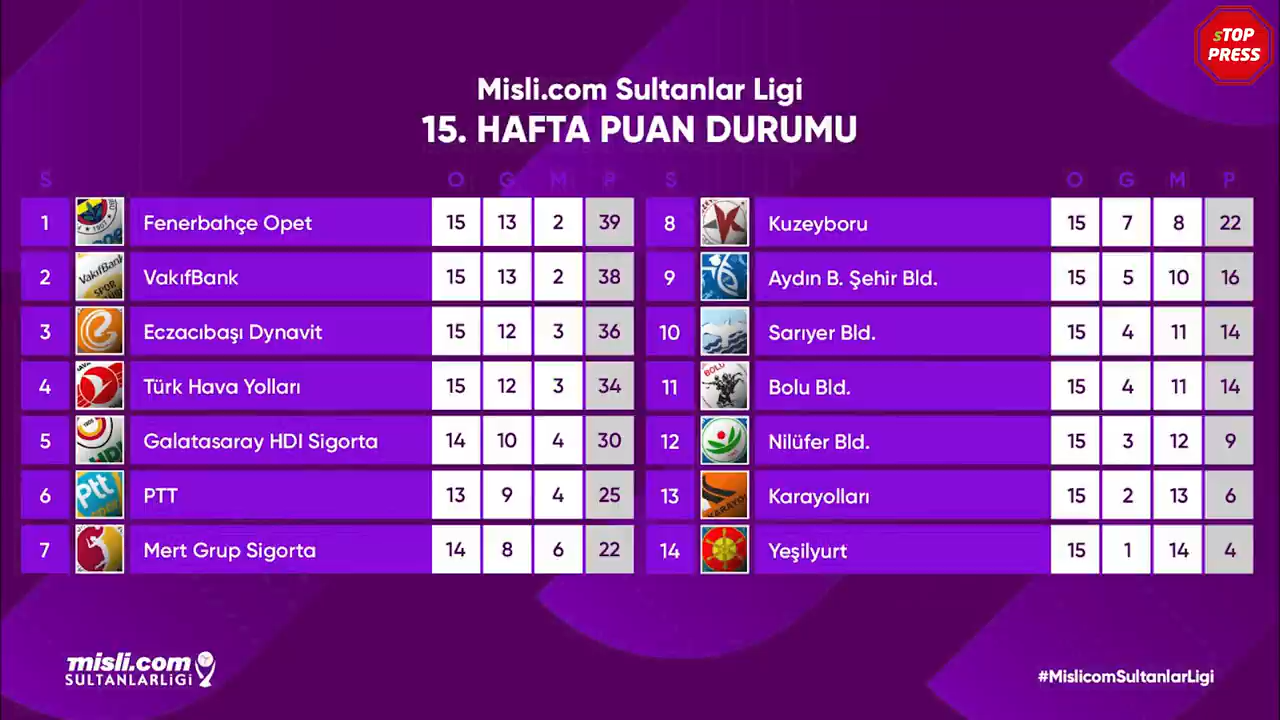 sTOP
PRESS
Misli.com Sultanlar Ligi
15. HAFTA PUAN DURUMU
S O G M P
1 Fenerbahçe Opet 15 13 2 39
2 VakıfBank 15 13 2 38
3 Eczacıbaşı Dynavit 15 12 3 36
4 Türk Hava Yolları 15 12 3 34
5 Galatasaray HDI Sigorta 14 10 4 30
6 Ptt PTT 13 9 4 25
7 Mert Grup Sigorta 14 8 6 22
S O G M P
8 Kuzeyboru 15 7 8 22
9 Aydın B. Şehir Bld. 15 5 10 16
10 Sarıyer Bld. 15 4 11 14
11 BOLU Bolu Bld. 15 4 11 14
12 Nilüfer Bld. 15 3 12 9
13 Karayolları 15 2 13 6
14 Yeşilyurt 15 1 14 4
misli.com
SULTANLARLiGi
#MislicomSultanlarLigi